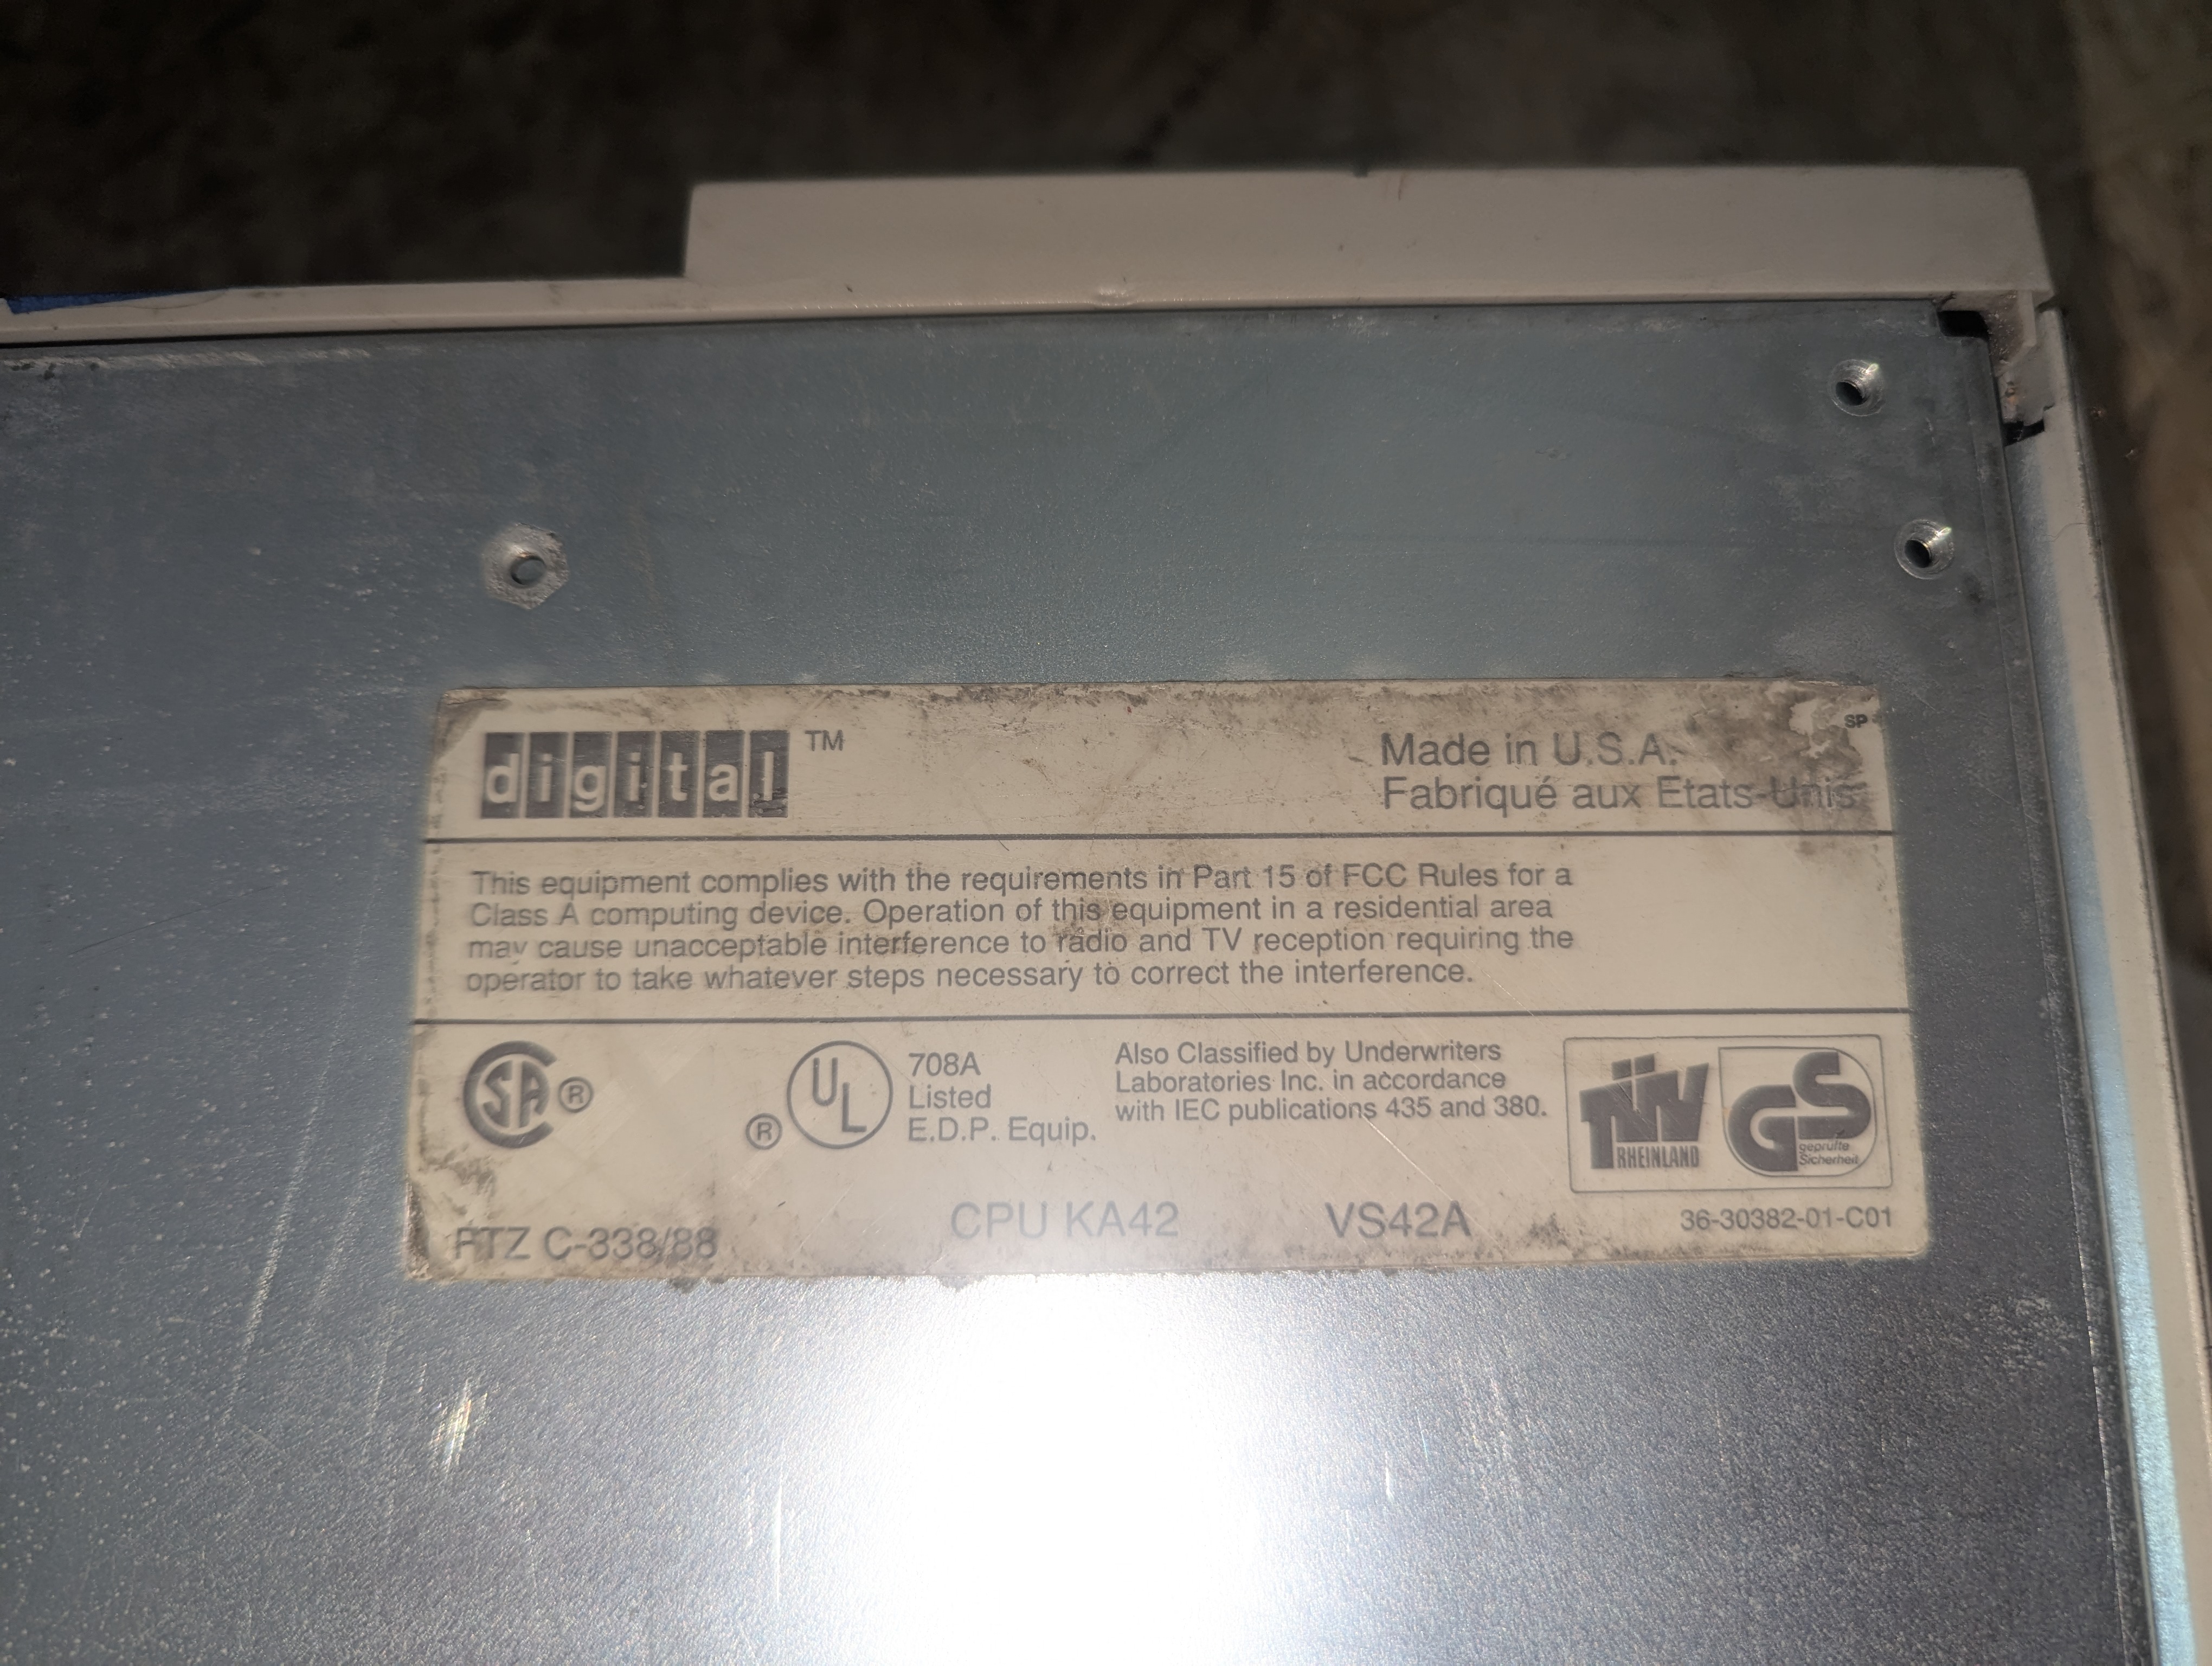 digital™
SP
Made in U.S.A.
Fabriqué aux Etats-Unis
This equipment complies with the requirements in Part 15 of FCC Rules for a
Class A computing device. Operation of this equipment in a residential area
may cause unacceptable interference to radio and TV reception requiring the
operator to take whatever steps necessary to correct the interference.
SA®
® UL
708A
Listed
E.D.P. Equip.
Also Classified by Underwriters
Laboratories Inc. in accordance
with IEC publications 435 and 380.
TÜV
RHEINLAND
GS
geprüfte
Sicherheit
FTZ C-338/88
CPU KA42
VS42A
36-30382-01-C01